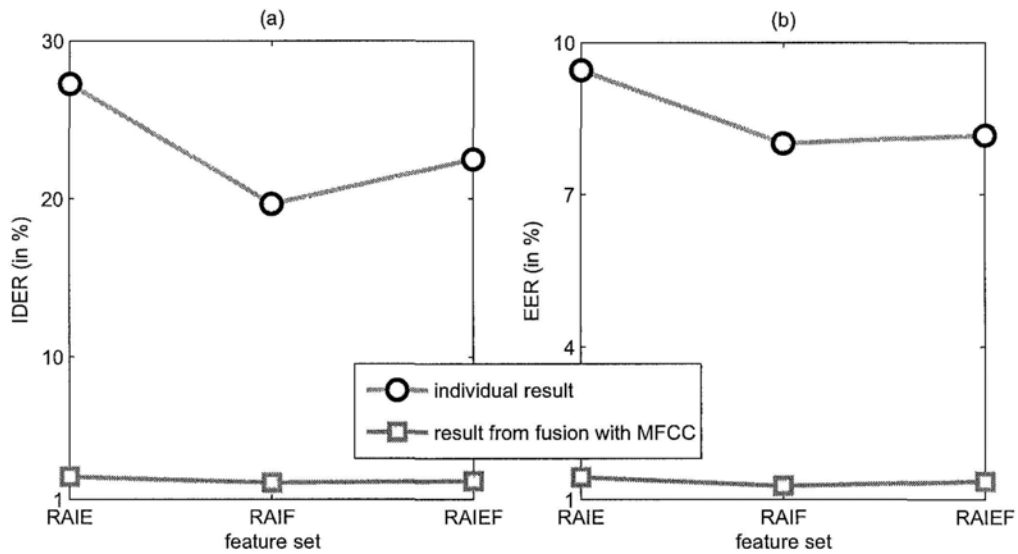 (a)
30
20
10
1
IDER (in %)
RAIE RAIF RAIEF
feature set
(b)
10
7
4
1
EER (in %)
RAIE RAIF RAIEF
feature set
individual result
result from fusion with MFCC